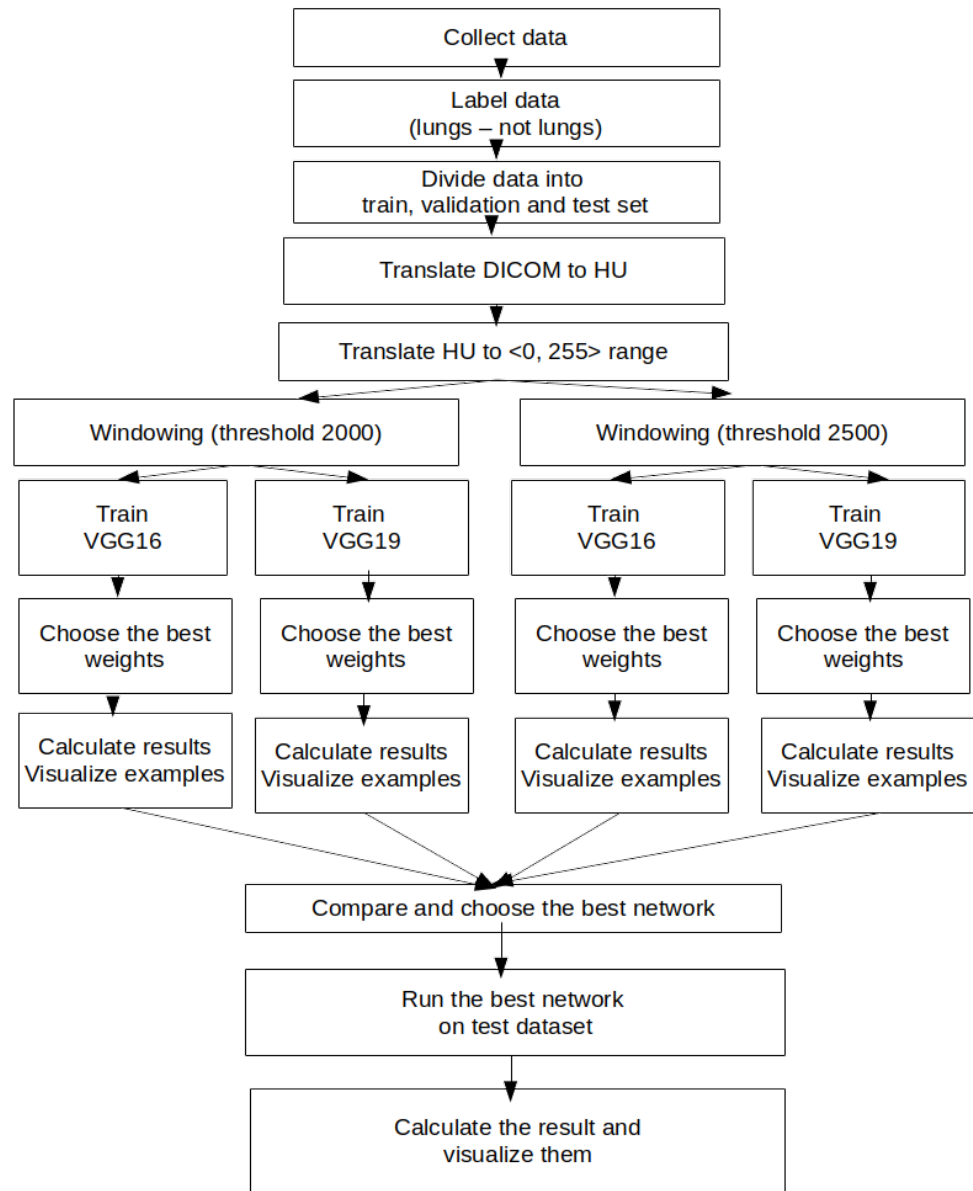 Collect data
Label data
(lungs – not lungs)
Divide data into
train, validation and test set
Translate DICOM to HU
Translate HU to <0, 255> range
Windowing (threshold 2000)
Windowing (threshold 2500)
Train
VGG16
Train
VGG19
Train
VGG16
Train
VGG19
Choose the best
weights
Choose the best
weights
Choose the best
weights
Choose the best
weights
Calculate results
Visualize examples
Calculate results
Visualize examples
Calculate results
Visualize examples
Calculate results
Visualize examples
Compare and choose the best network
Run the best network
on test dataset
Calculate the result and
visualize them